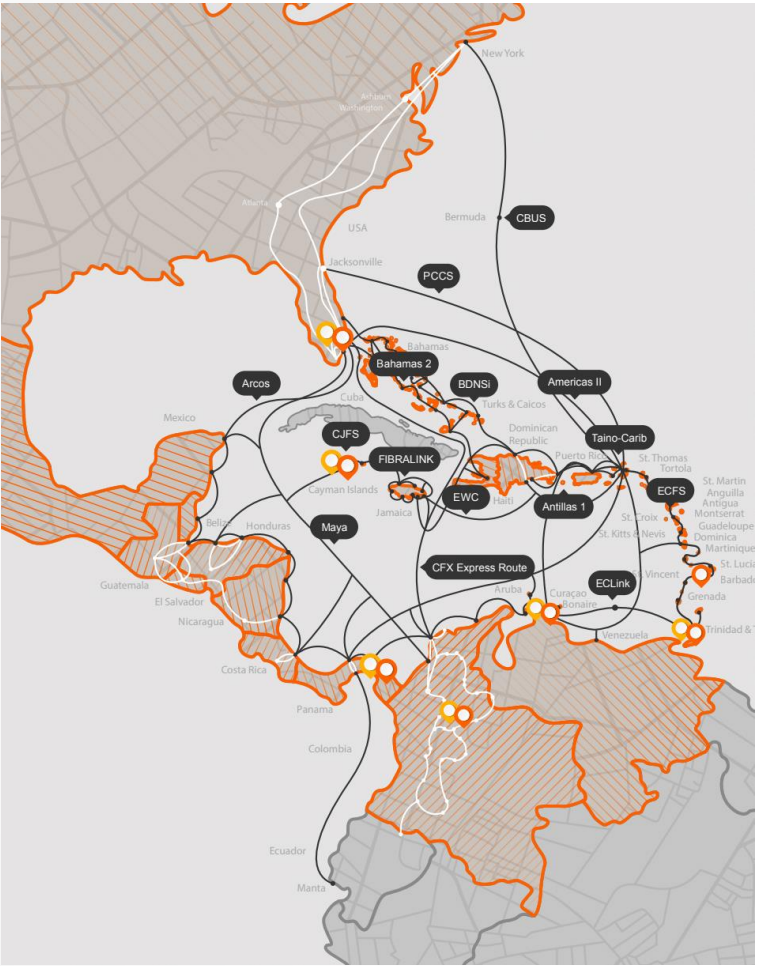 New York
Ashburn
Washington
Atlanta
Bermuda
CBUS
USA
Jacksonville
PCCS
Bahamas
Bahamas 2
Arcos
BDNSi
Americas II
Cuba
Turks & Caicos
Mexico
CJFS
Dominican
Republic
Taino-Carib
FIBRALINK
Puerto Rico
St. Thomas
Tortola
Cayman Islands
EWC
Haiti
Antillas 1
ECFS
St. Martin
Anguilla
Antigua
Montserrat
Jamaica
St. Croix
Guadeloupe
Belize
Honduras
Maya
St. Kitts & Nevis
Dominica
Martinique
CFX Express Route
St. Lucia
Guatemala
ECLink
St. Vincent
Barbad
El Salvador
Aruba
Curaçao
Bonaire
Grenada
Nicaragua
Venezuela
Trinidad & T
Costa Rica
Panama
Colombia
Ecuador
Manta